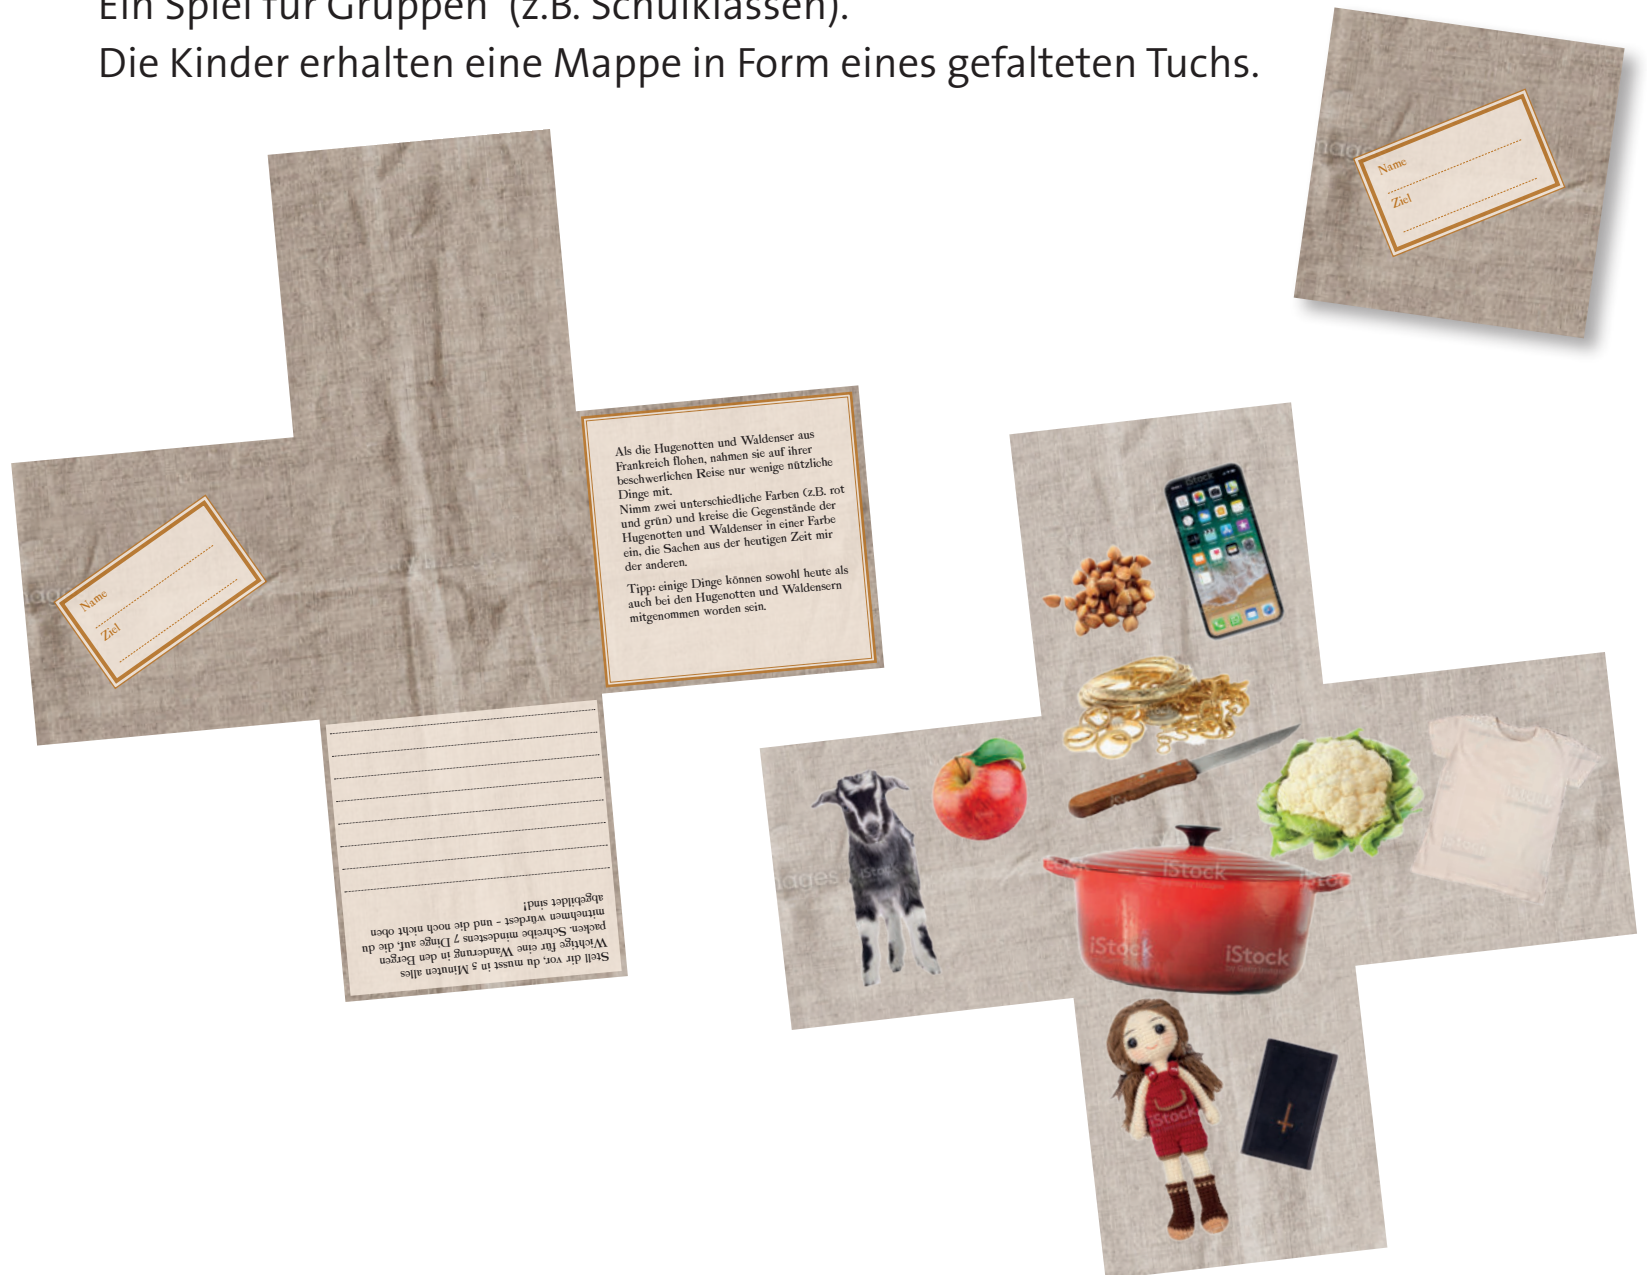 Ein Spiel für Gruppen (z.B. Schulklassen).
Die Kinder erhalten eine Mappe in Form eines gefalteten Tuchs.
Name
Ziel
Als die Hugenotten und Waldenser aus
Frankreich flohen, nahmen sie auf ihrer
beschwerlichen Reise nur wenige nützliche
Dinge mit.
Nimm zwei unterschiedliche Farben (z.B. rot
und grün) und kreise die Gegenstände der
Hugenotten und Waldenser in einer Farbe
ein, die Sachen aus der heutigen Zeit mir
der anderen.
Tipp: einige Dinge können sowohl heute als
auch bei den Hugenotten und Waldensern
mitgenommen worden sein.
Name
Ziel
Stell dir vor, du musst in 5 Minuten alles
Wichtige für eine Wanderung in den Bergen
packen. Schreibe mindestens 7 Dinge auf, die du
mitnehmen würdest - und die noch nicht oben
abgebildet sind!
iStock
iStock
iStock
iStock
iStock
iStock